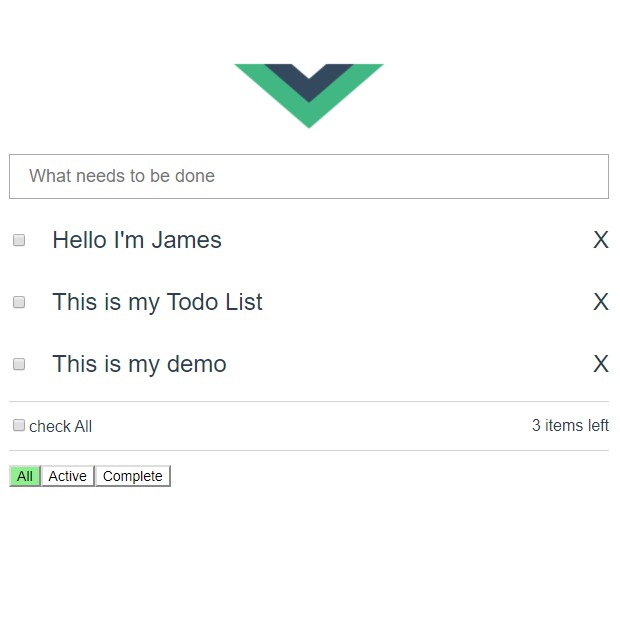 What needs to be done
Hello I'm James X
This is my Todo List X
This is my demo X
check All 3 items left
All Active Complete